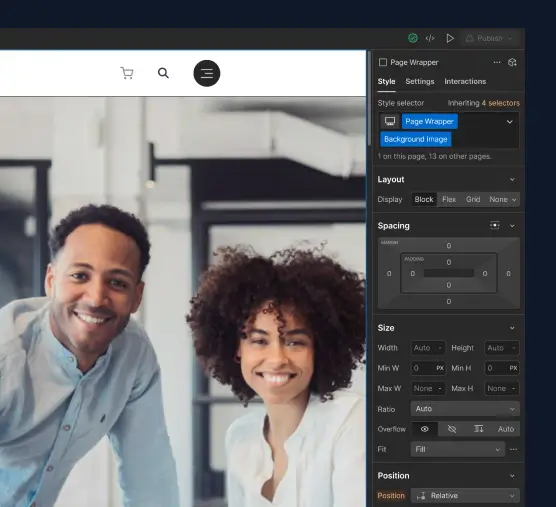 Publish
Page Wrapper
Style Settings Interactions
Style selector Inheriting 4 selectors
Page Wrapper
Background Image
1 on this page, 13 on other pages.
Layout
Display Block Flex Grid None
Spacing
MARGIN
0
PADDING
0
0 0 0 0
0
0
Size
Width Auto - Height Auto -
Min W 0 PX Min H 0 PX
Max W None - Max H None -
Ratio Auto
Overflow Auto
Fit Fill
Position
Position Relative